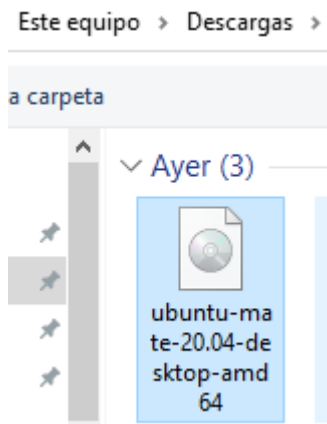 Este equipo > Descargas >
a carpeta
Ayer (3)
ubuntu-ma
te-20.04-de
sktop-amd
64